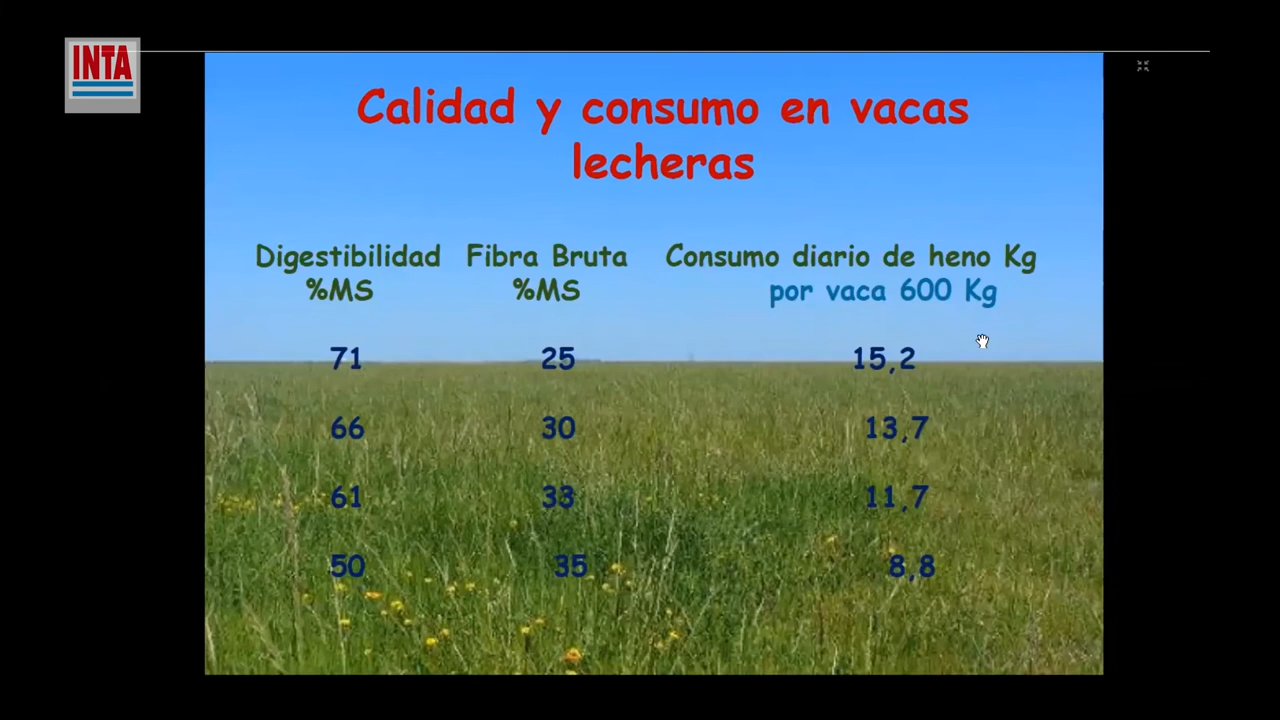 INTA
Calidad y consumo en vacas
lecheras
Digestibilidad Fibra Bruta Consumo diario de heno Kg
%MS %MS por vaca 600 Kg
71 25 15,2
66 30 13,7
61 33 11,7
50 35 8,8